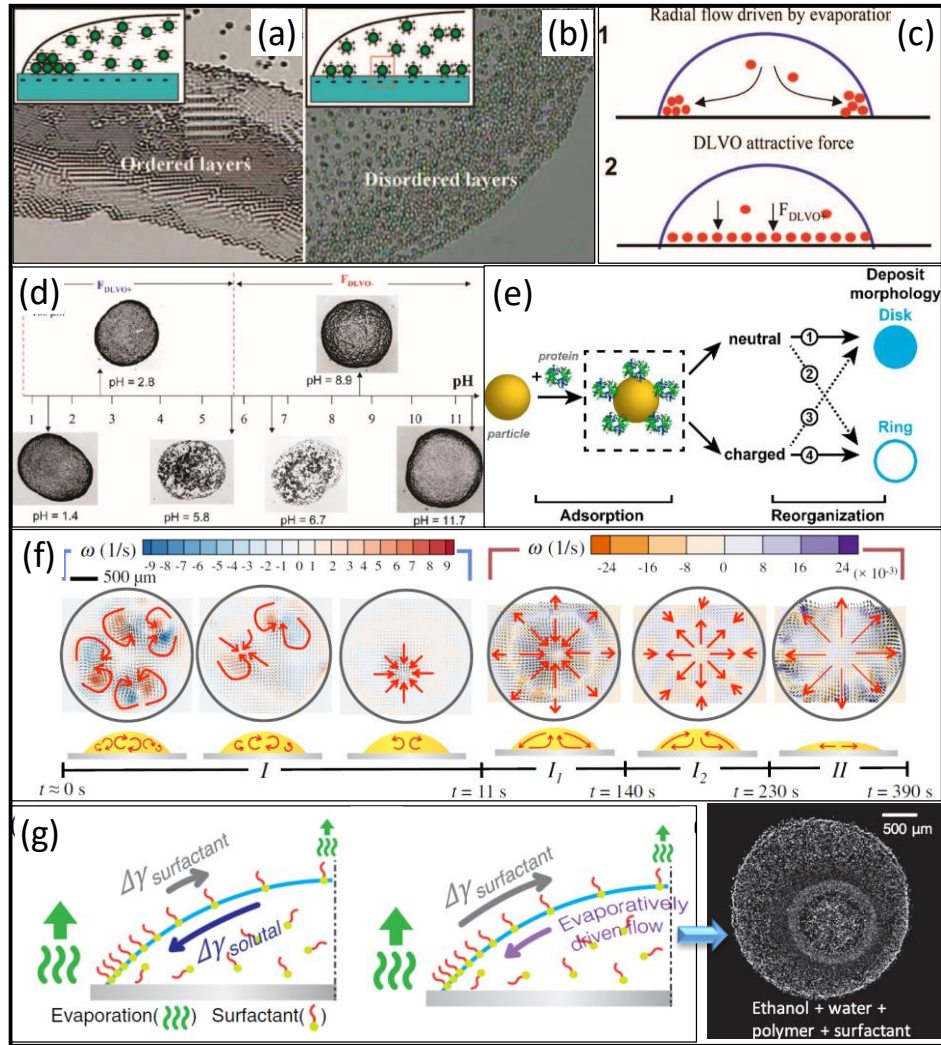 (a)
Ordered layers
(b)
Disordered layers
(c)
Radial flow driven by evaporation
1
DLVO attractive force
2
F_DLVO+
(d)
F_DLVO+
F_DLVO-
pH = 2.8
pH = 8.9
pH
1 2 3 4 5 6 7 8 9 10 11
pH = 1.4
pH = 5.8
pH = 6.7
pH = 11.7
(e)
Deposit
morphology
Disk
protein
+
particle
neutral
charged
1
2
3
4
Ring
Adsorption
Reorganization
(f)
ω (1/s)
-9 -8 -7 -6 -5 -4 -3 -2 -1 0 1 2 3 4 5 6 7 8 9
500 μm
ω (1/s)
-24 -16 -8 0 8 16 24
(× 10⁻³)
I
I₁
I₂
II
t ≈ 0 s
t = 11 s
t = 140 s
t = 230 s
t = 390 s
(g)
Δγ surfactant
Δγ solutal
Evaporation( )
Surfactant( )
Δγ surfactant
Evaporatively
driven flow
500 μm
Ethanol + water +
polymer + surfactant